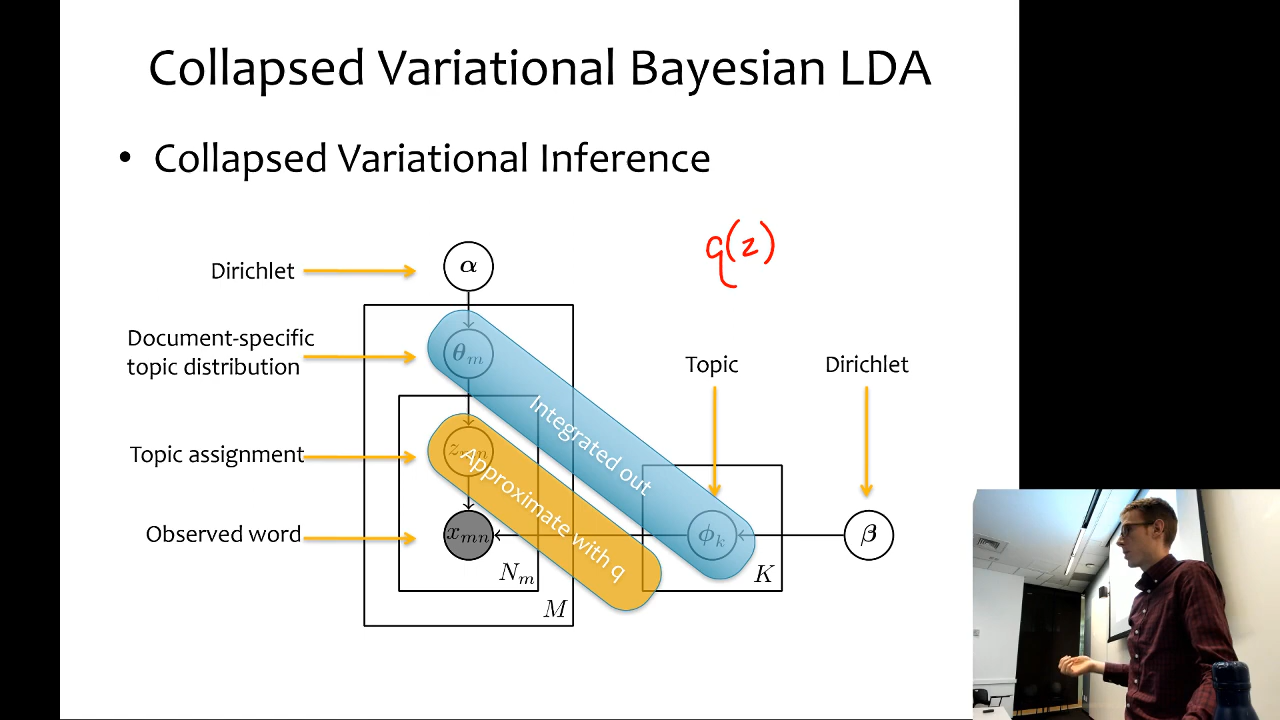 Collapsed Variational Bayesian LDA
• Collapsed Variational Inference
q(z)
Dirichlet
α
Document-specific
topic distribution
θm
Topic
Dirichlet
Integrated out
Topic assignment
zmn
Approximate with q
Observed word
xmn
ϕk
β
Nm
K
M